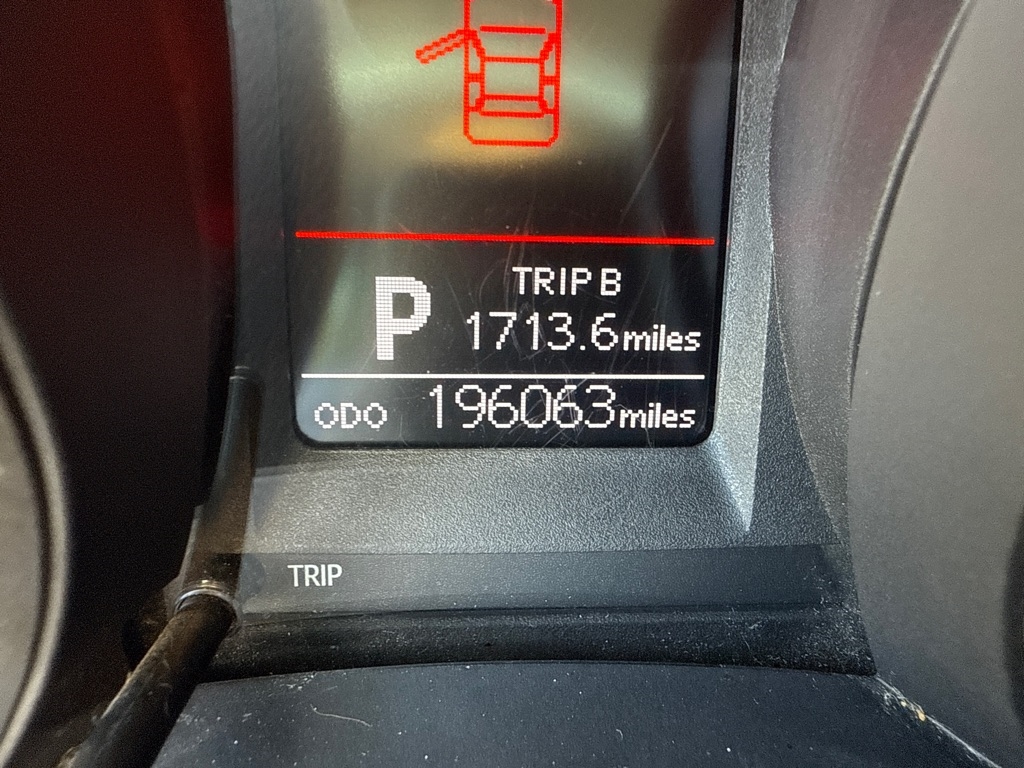 P
TRIP B
1713.6 miles
ODO 196063 miles
TRIP